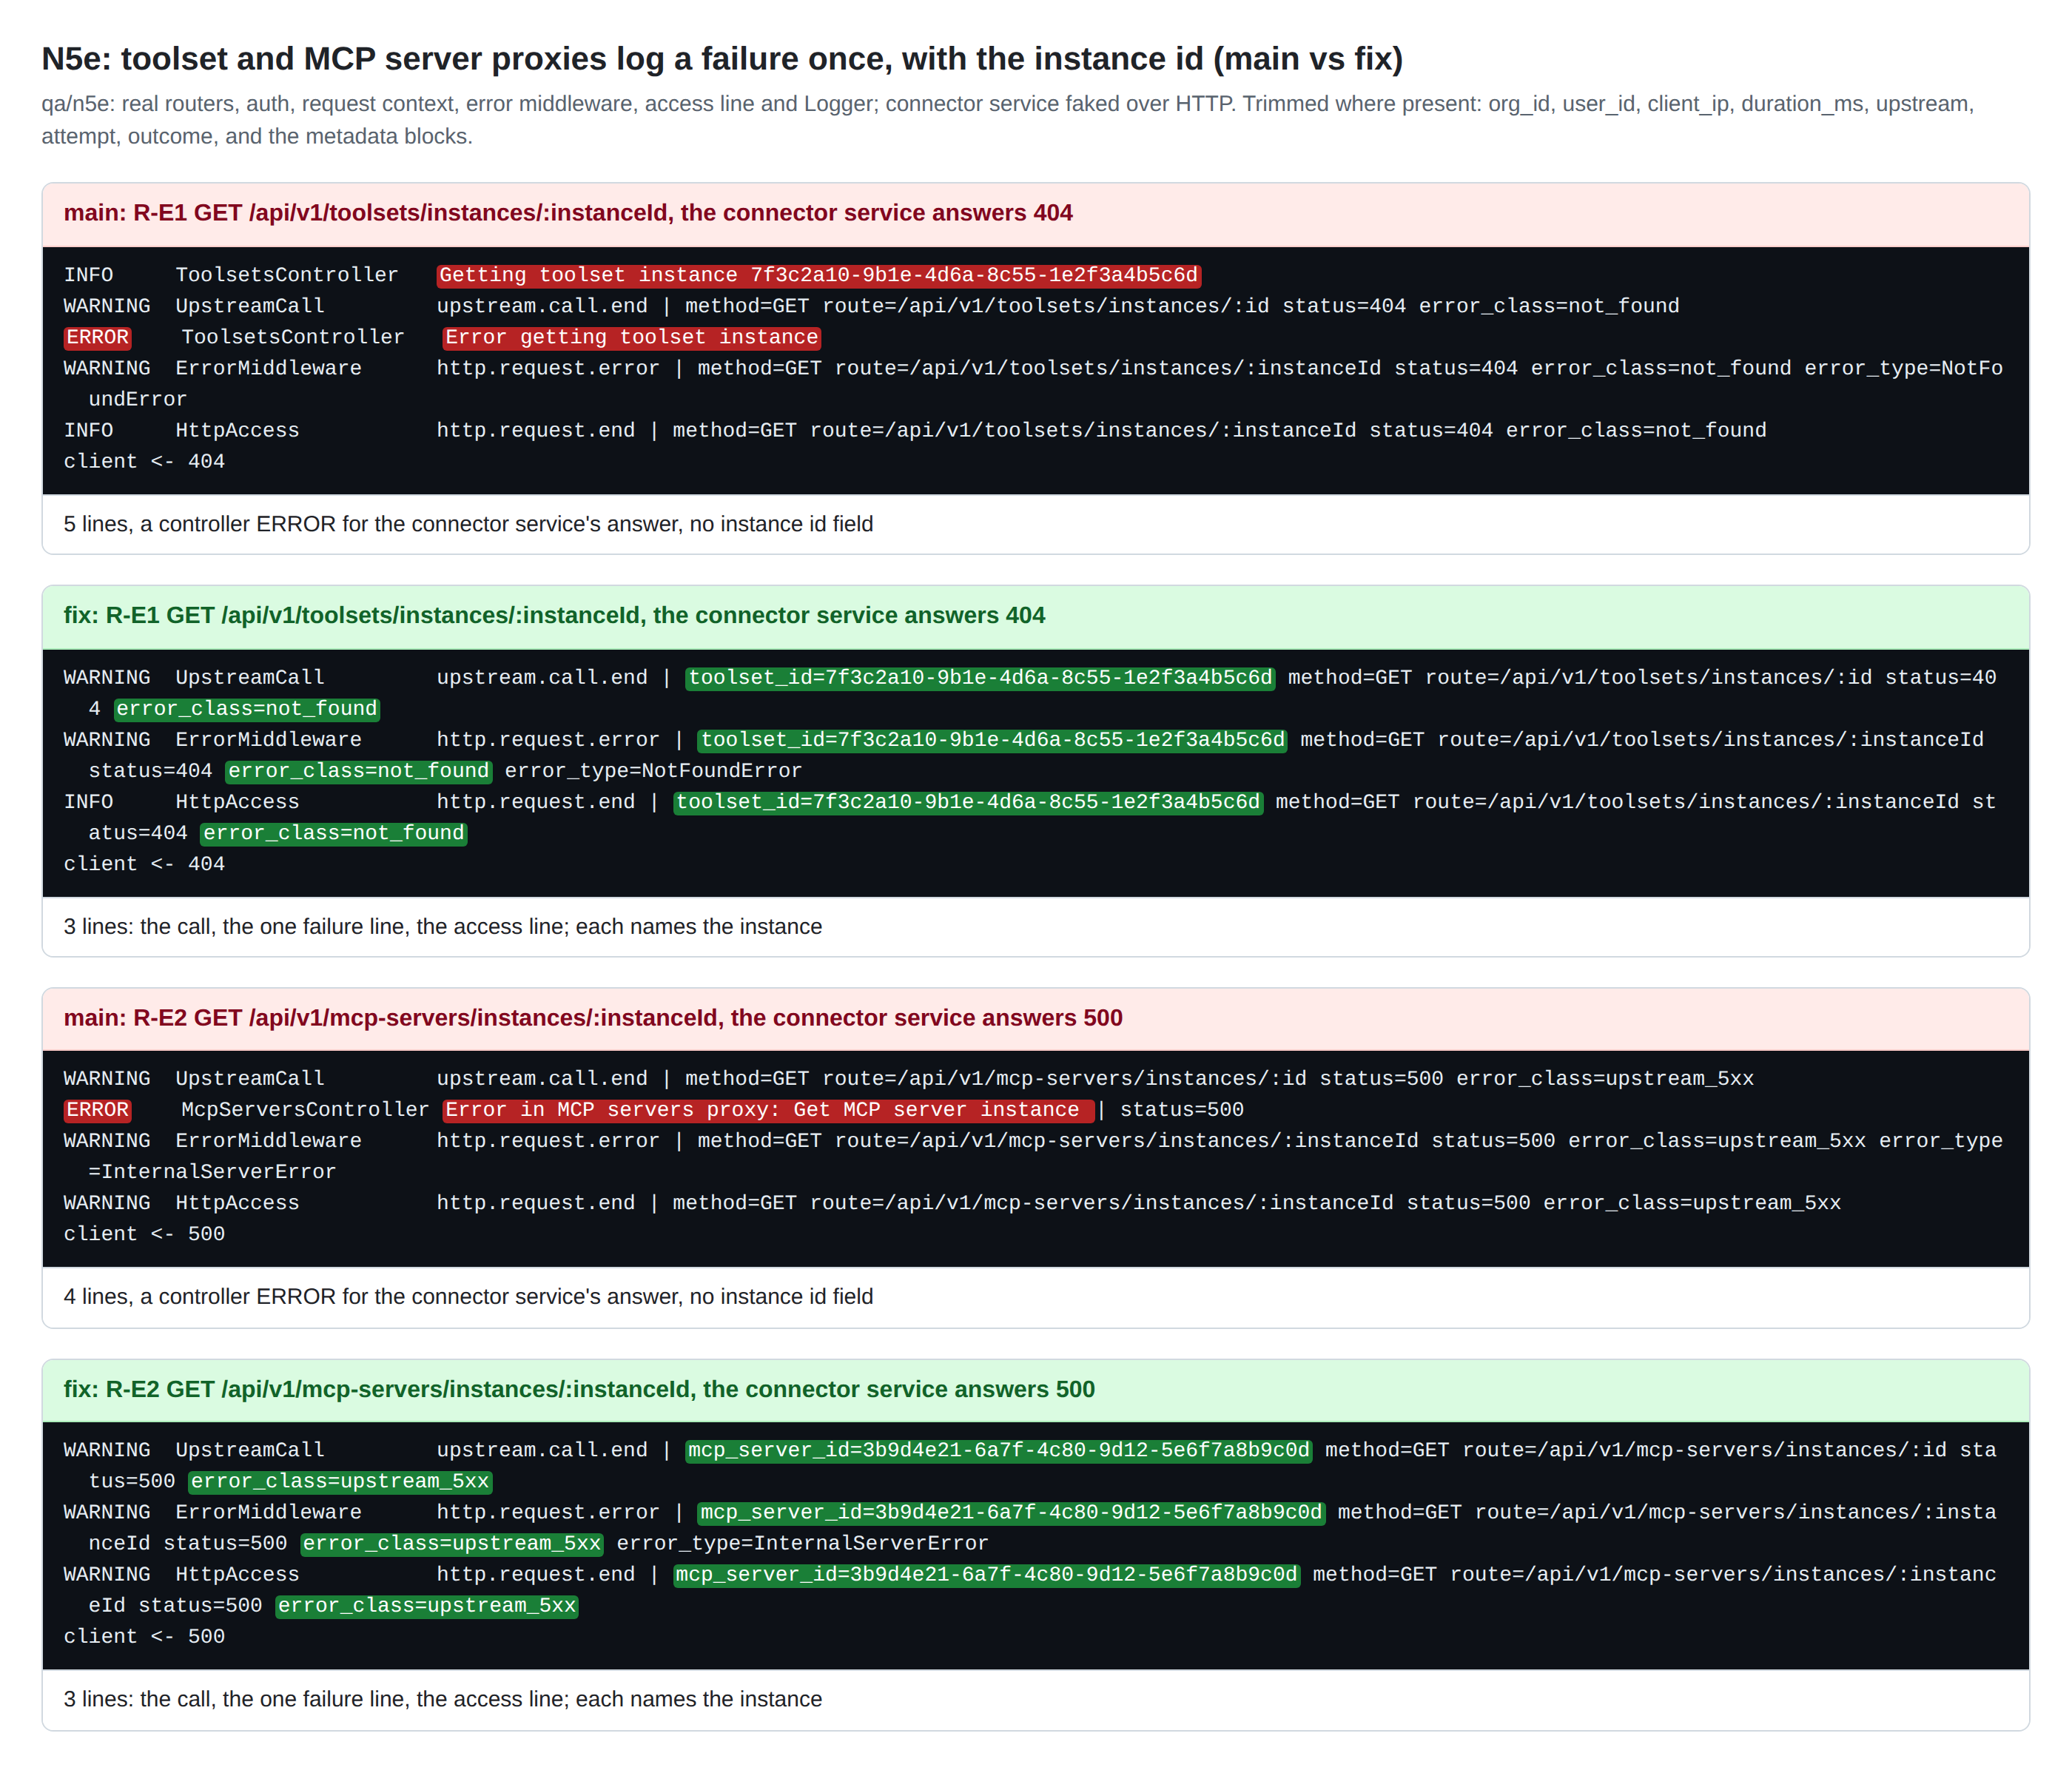 N5e: toolset and MCP server proxies log a failure once, with the instance id (main vs fix)
qa/n5e: real routers, auth, request context, error middleware, access line and Logger; connector service faked over HTTP. Trimmed where present: org_id, user_id, client_ip, duration_ms, upstream,
attempt, outcome, and the metadata blocks.
main: R-E1 GET /api/v1/toolsets/instances/:instanceId, the connector service answers 404
INFO     ToolsetsController   Getting toolset instance 7f3c2a10-9b1e-4d6a-8c55-1e2f3a4b5c6d
WARNING  UpstreamCall         upstream.call.end | method=GET route=/api/v1/toolsets/instances/:id status=404 error_class=not_found
ERROR    ToolsetsController   Error getting toolset instance
WARNING  ErrorMiddleware      http.request.error | method=GET route=/api/v1/toolsets/instances/:instanceId status=404 error_class=not_found error_type=NotFo
undError
INFO     HttpAccess           http.request.end | method=GET route=/api/v1/toolsets/instances/:instanceId status=404 error_class=not_found
client <- 404
5 lines, a controller ERROR for the connector service's answer, no instance id field
fix: R-E1 GET /api/v1/toolsets/instances/:instanceId, the connector service answers 404
WARNING  UpstreamCall         upstream.call.end | toolset_id=7f3c2a10-9b1e-4d6a-8c55-1e2f3a4b5c6d method=GET route=/api/v1/toolsets/instances/:id status=40
4 error_class=not_found
WARNING  ErrorMiddleware      http.request.error | toolset_id=7f3c2a10-9b1e-4d6a-8c55-1e2f3a4b5c6d method=GET route=/api/v1/toolsets/instances/:instanceId
status=404 error_class=not_found error_type=NotFoundError
INFO     HttpAccess           http.request.end | toolset_id=7f3c2a10-9b1e-4d6a-8c55-1e2f3a4b5c6d method=GET route=/api/v1/toolsets/instances/:instanceId st
atus=404 error_class=not_found
client <- 404
3 lines: the call, the one failure line, the access line; each names the instance
main: R-E2 GET /api/v1/mcp-servers/instances/:instanceId, the connector service answers 500
WARNING  UpstreamCall         upstream.call.end | method=GET route=/api/v1/mcp-servers/instances/:id status=500 error_class=upstream_5xx
ERROR    McpServersController Error in MCP servers proxy: Get MCP server instance | status=500
WARNING  ErrorMiddleware      http.request.error | method=GET route=/api/v1/mcp-servers/instances/:instanceId status=500 error_class=upstream_5xx error_type
=InternalServerError
WARNING  HttpAccess           http.request.end | method=GET route=/api/v1/mcp-servers/instances/:instanceId status=500 error_class=upstream_5xx
client <- 500
4 lines, a controller ERROR for the connector service's answer, no instance id field
fix: R-E2 GET /api/v1/mcp-servers/instances/:instanceId, the connector service answers 500
WARNING  UpstreamCall         upstream.call.end | mcp_server_id=3b9d4e21-6a7f-4c80-9d12-5e6f7a8b9c0d method=GET route=/api/v1/mcp-servers/instances/:id sta
tus=500 error_class=upstream_5xx
WARNING  ErrorMiddleware      http.request.error | mcp_server_id=3b9d4e21-6a7f-4c80-9d12-5e6f7a8b9c0d method=GET route=/api/v1/mcp-servers/instances/:insta
nceId status=500 error_class=upstream_5xx error_type=InternalServerError
WARNING  HttpAccess           http.request.end | mcp_server_id=3b9d4e21-6a7f-4c80-9d12-5e6f7a8b9c0d method=GET route=/api/v1/mcp-servers/instances/:instanc
eId status=500 error_class=upstream_5xx
client <- 500
3 lines: the call, the one failure line, the access line; each names the instance